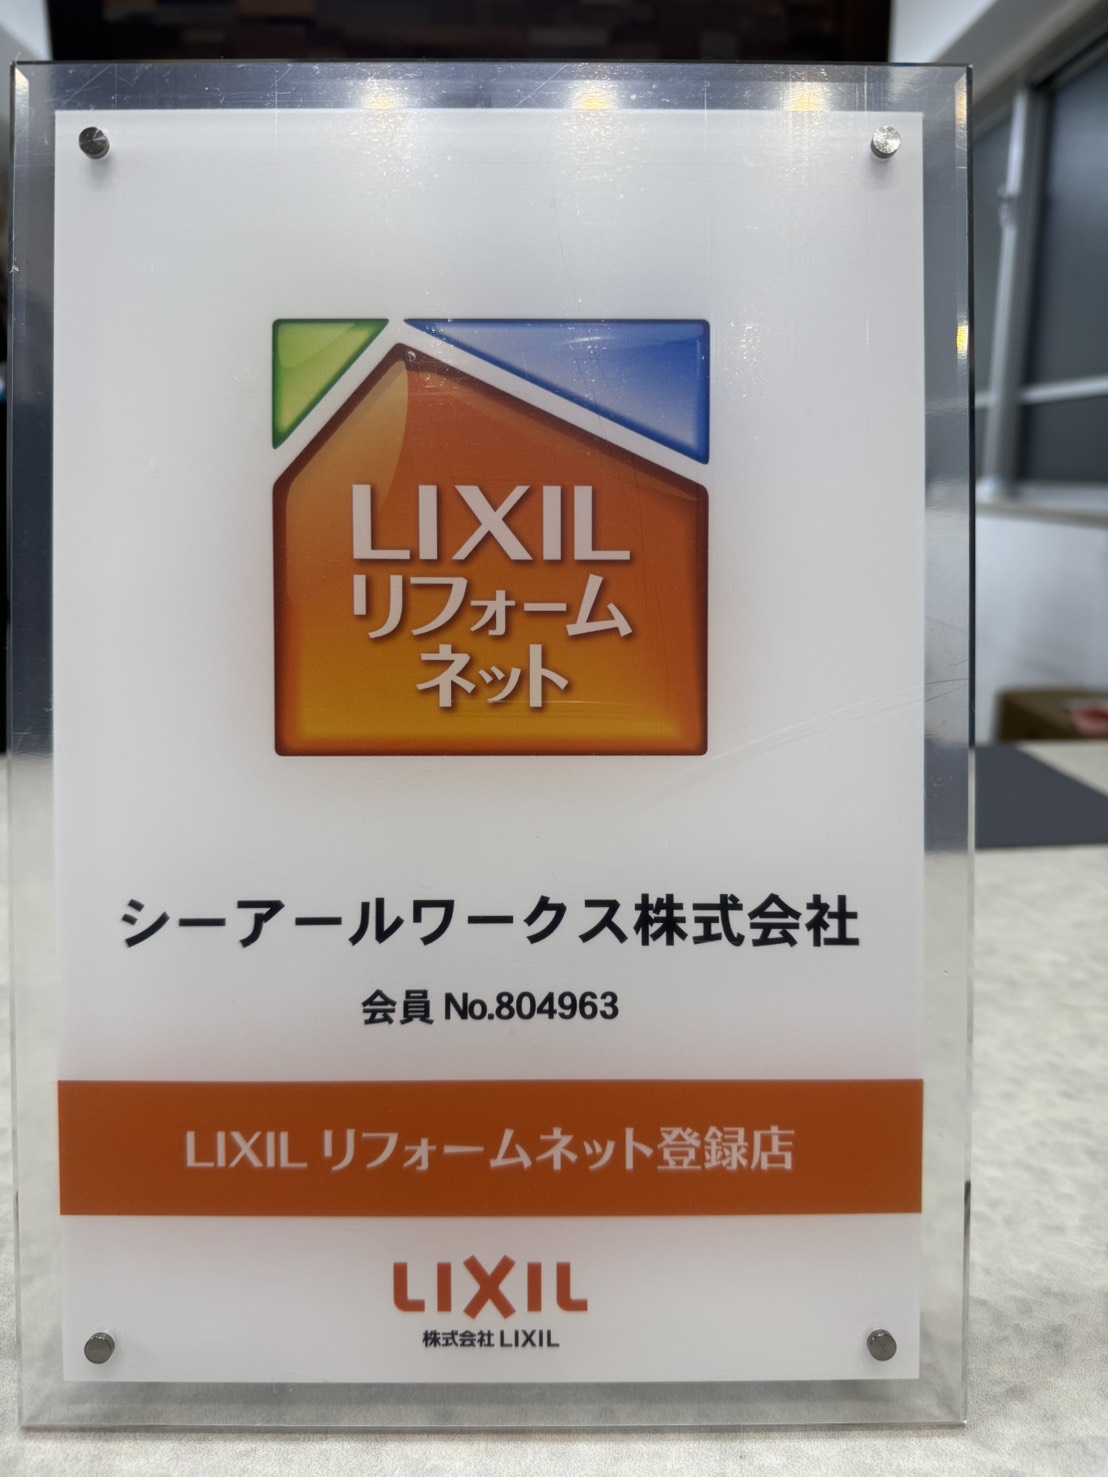 LIXIL
リフォーム
ネット
シーアールワークス株式会社
会員 No.804963
LIXIL リフォームネット登録店
LIXIL
株式会社 LIXIL